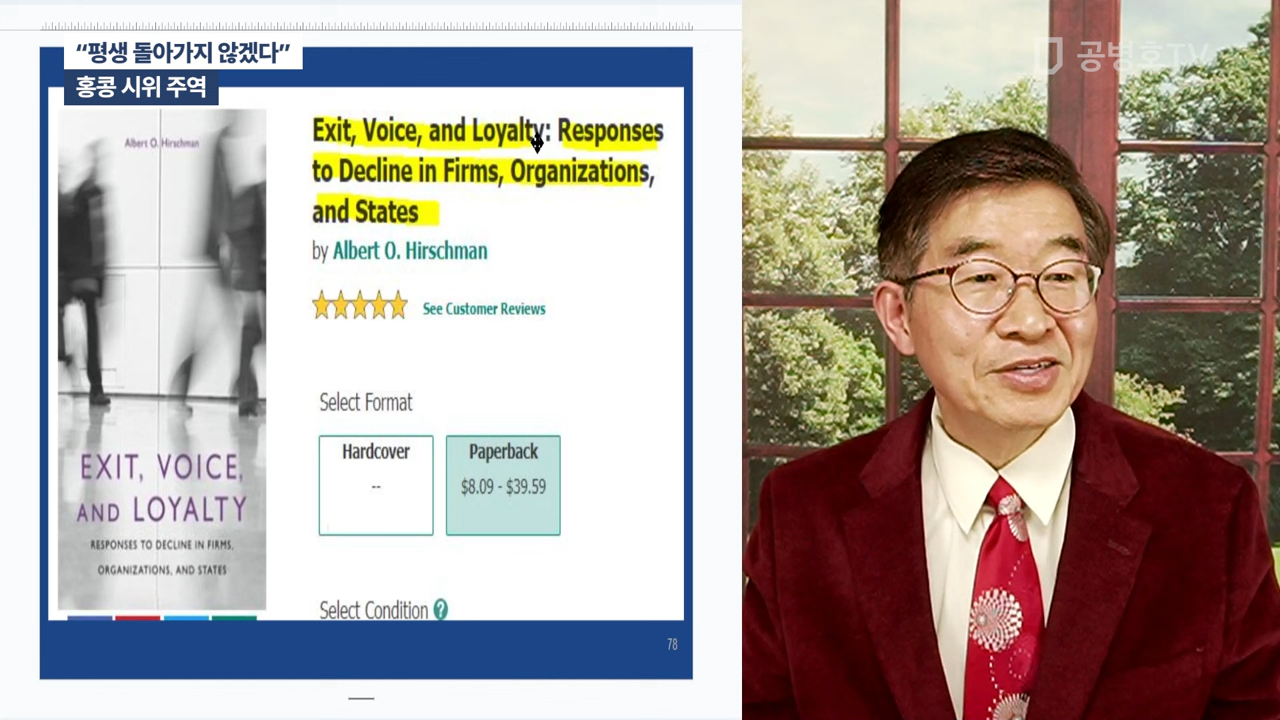 “평생 돌아가지 않겠다”
홍콩 시위 주역
공병호TV
Albert O. Hirschman
EXIT, VOICE,
AND LOYALTY
RESPONSES TO DECLINE IN FIRMS,
ORGANIZATIONS, AND STATES
Exit, Voice, and Loyalty: Responses
to Decline in Firms, Organizations,
and States
by Albert O. Hirschman
See Customer Reviews
Select Format
Hardcover
--
Paperback
$8.09 - $39.59
Select Condition ?
78